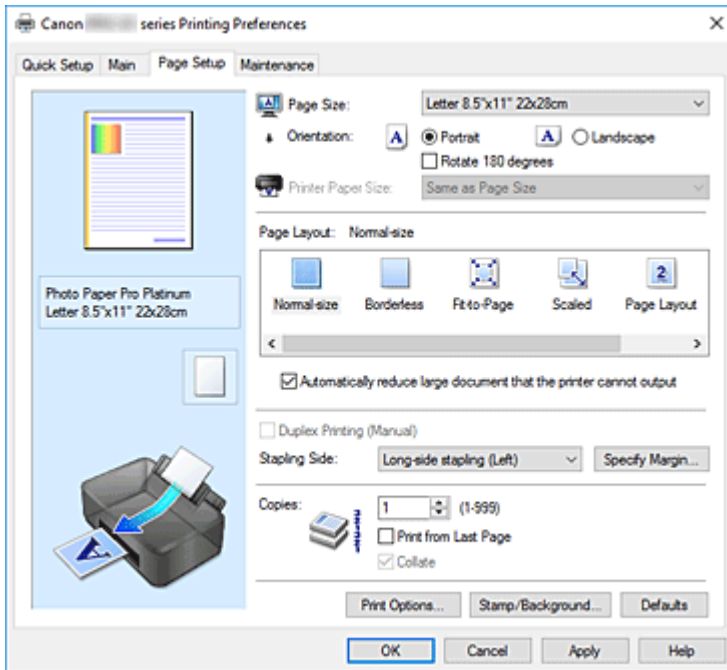 Canon series Printing Preferences
Quick Setup Main Page Setup Maintenance
Page Size: Letter 8.5"x11" 22x28cm
Orientation: A Portrait A Landscape
Rotate 180 degrees
Printer Paper Size: Same as Page Size
Page Layout: Normal-size
2
Normal-size Borderless Fit-to-Page Scaled Page Layout
Photo Paper Pro Platinum
Letter 8.5"x11" 22x28cm
Automatically reduce large document that the printer cannot output
Duplex Printing (Manual)
Stapling Side: Long-side stapling (Left) Specify Margin...
Copies: 1 (1-999)
Print from Last Page
Collate
A
Print Options... Stamp/Background... Defaults
OK Cancel Apply Help